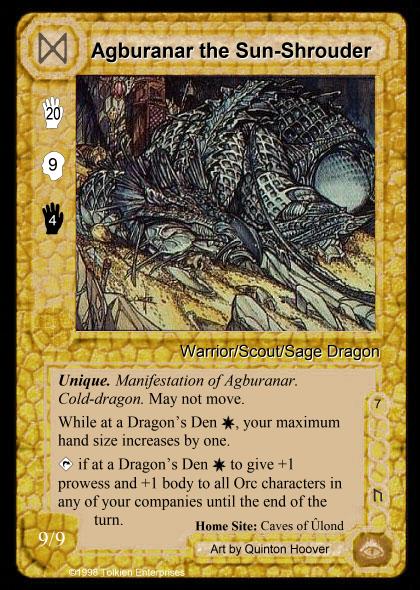 Agburanar the Sun-Shrouder
20
9
4
Warrior/Scout/Sage Dragon
Unique. Manifestation of Agburanar.
Cold-dragon. May not move.
7
While at a Dragon's Den , your maximum
hand size increases by one.
if at a Dragon's Den to give +1
prowess and +1 body to all Orc characters in
any of your companies until the end of the
turn.
Home Site: Caves of Ûlond
9/9
Art by Quinton Hoover
©1998 Tolkien Enterprises